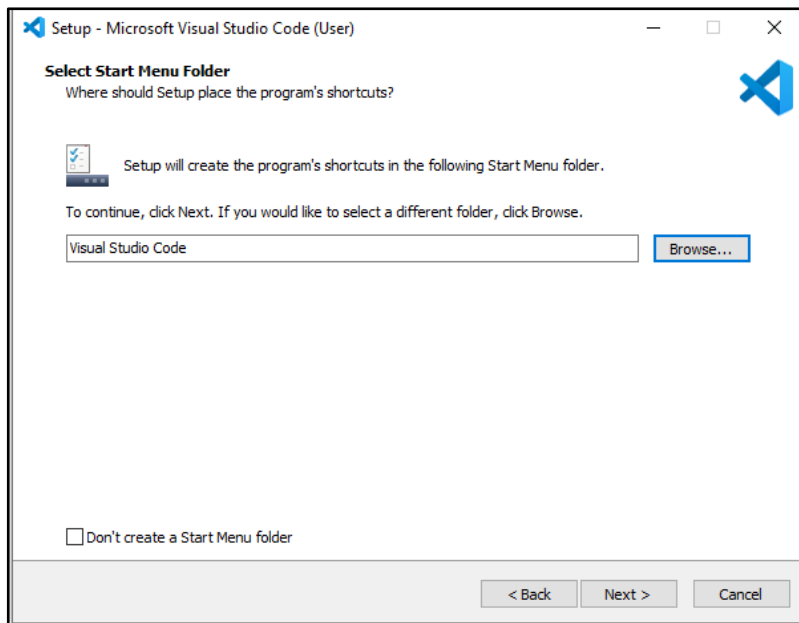 Setup - Microsoft Visual Studio Code (User)
Select Start Menu Folder
Where should Setup place the program's shortcuts?
Setup will create the program's shortcuts in the following Start Menu folder.
To continue, click Next. If you would like to select a different folder, click Browse.
Visual Studio Code Browse...
Don't create a Start Menu folder
< Back Next > Cancel